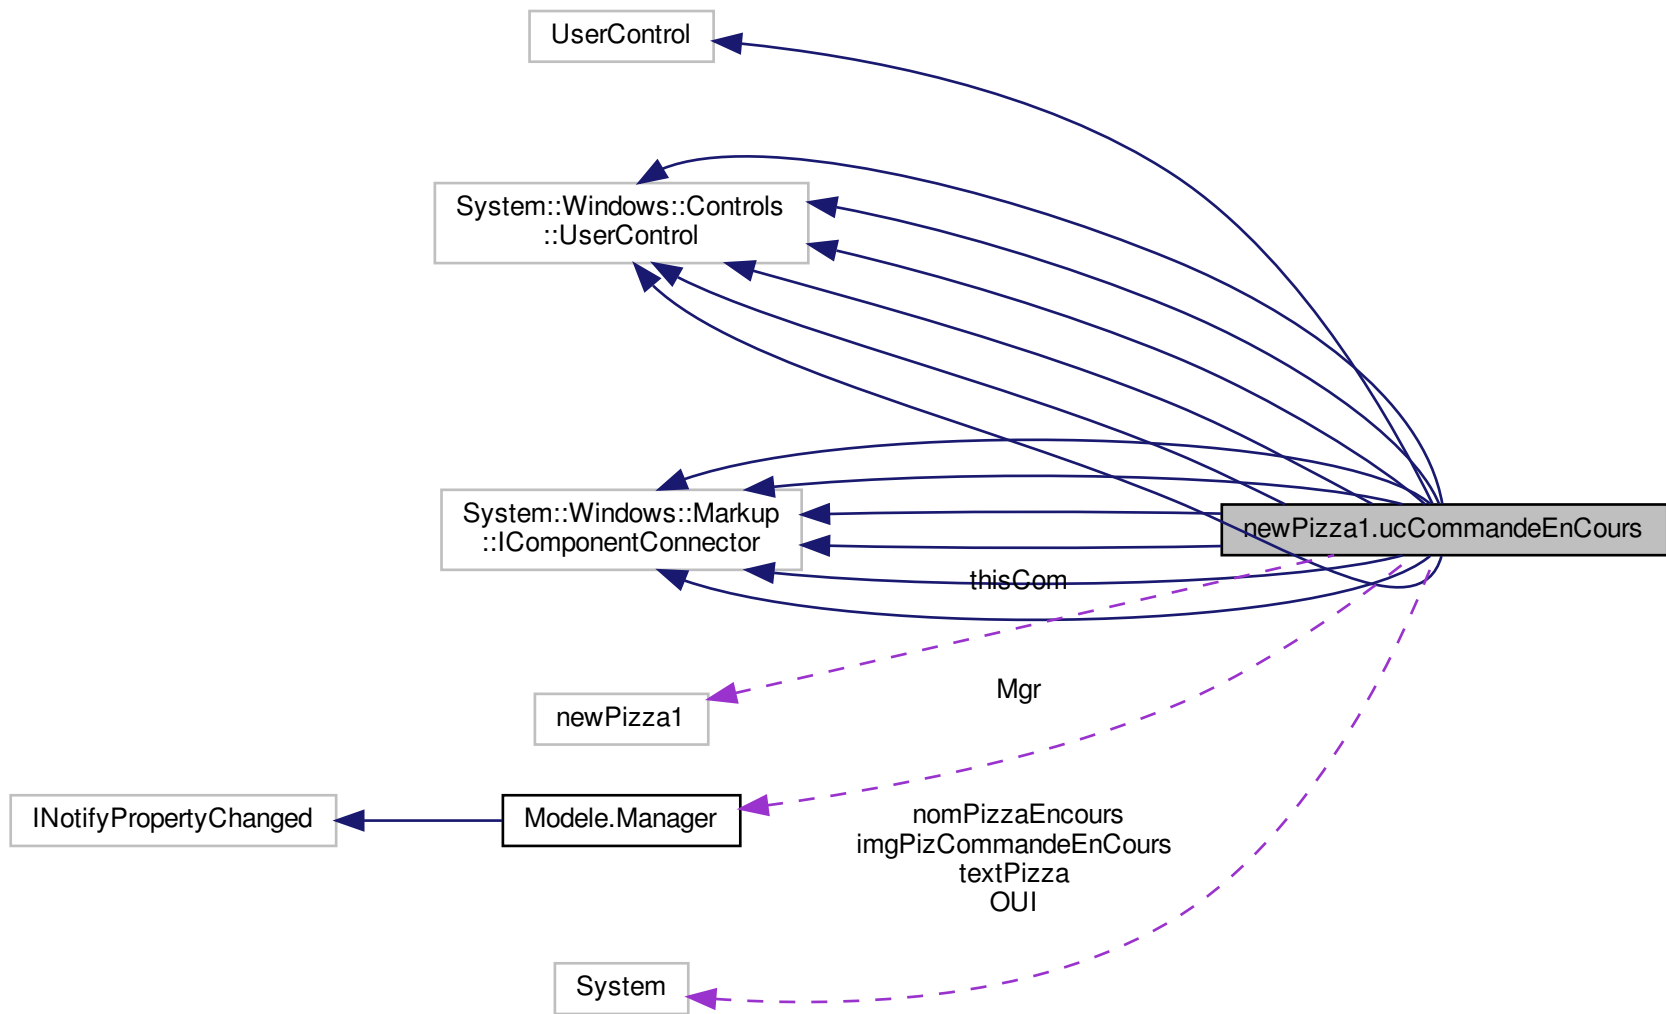 UserControl
System::Windows::Controls
::UserControl
System::Windows::Markup
::IComponentConnector
newPizza1.ucCommandeEnCours
thisCom
Mgr
newPizza1
INotifyPropertyChanged
Modele.Manager
nomPizzaEncours
imgPizCommandeEnCours
textPizza
OUI
System